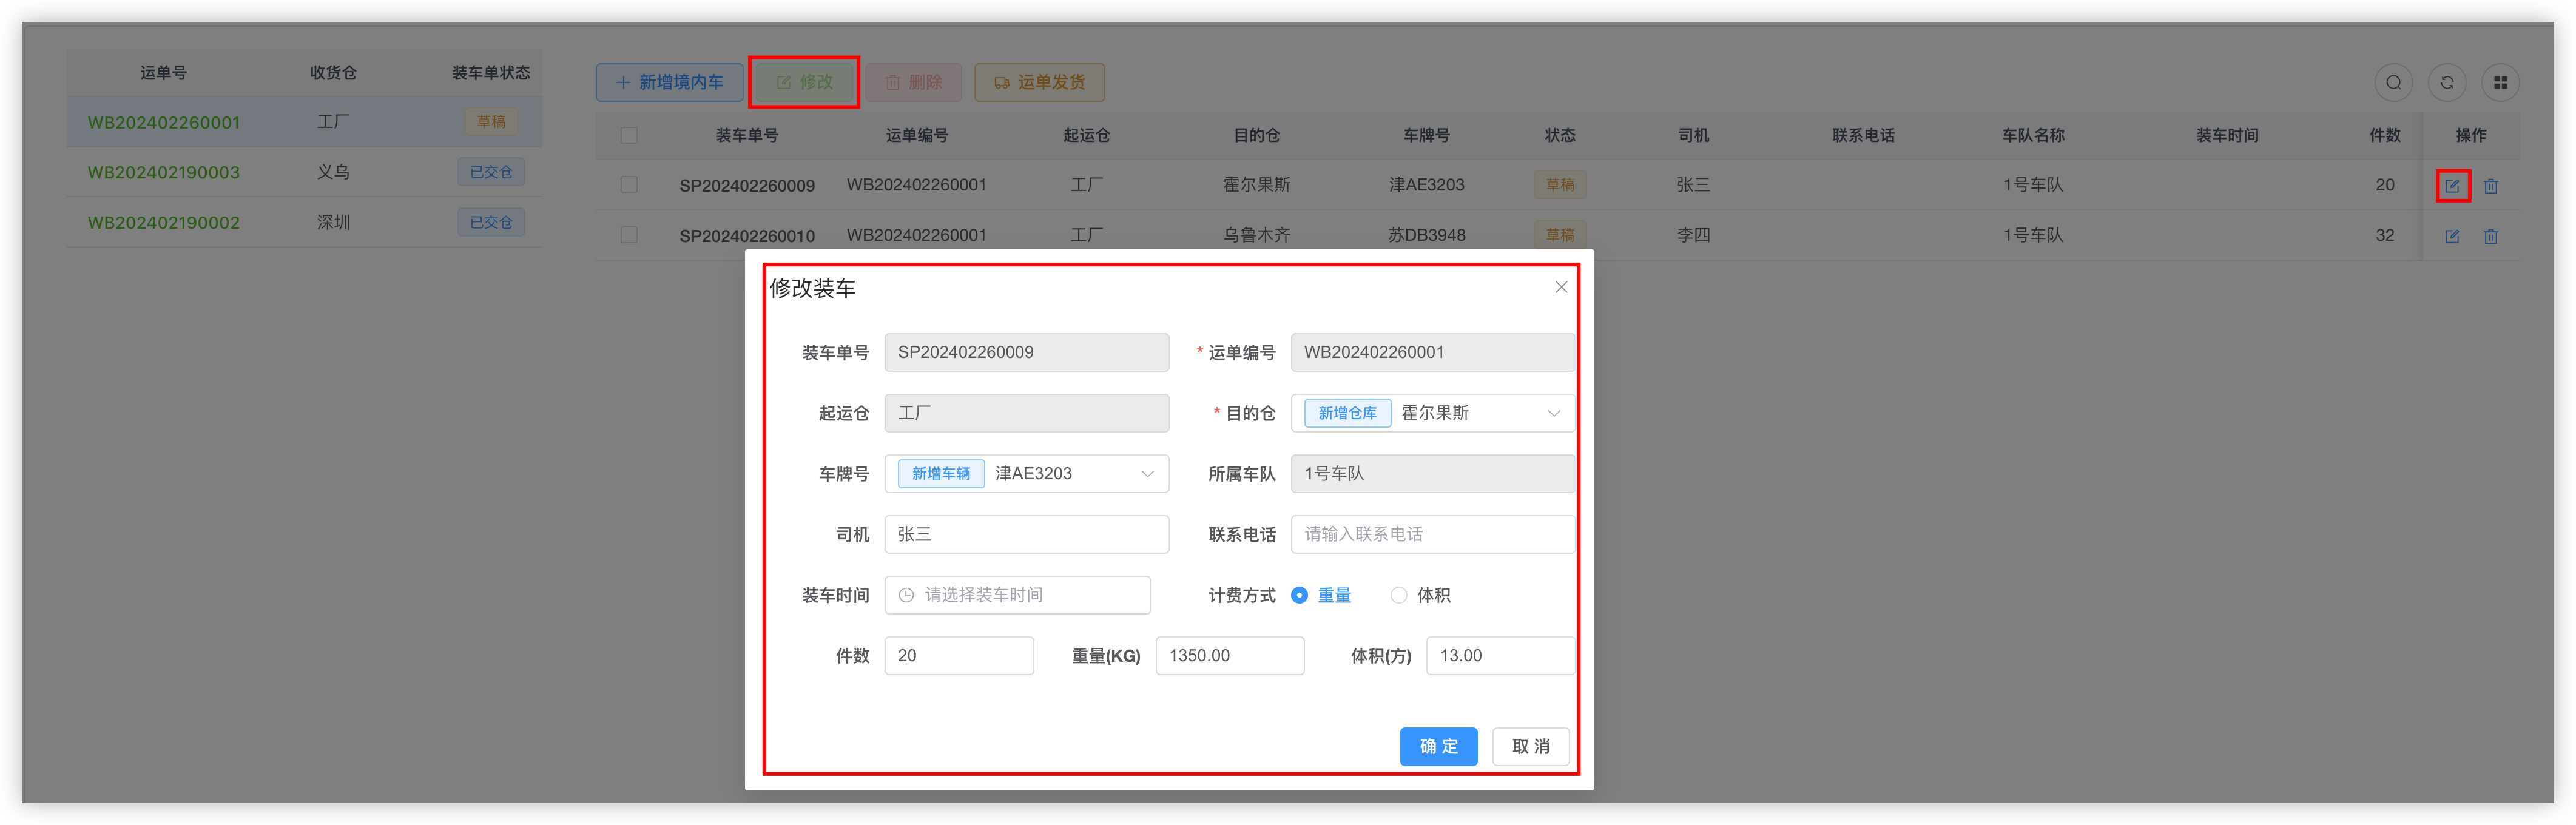 运单号 收货仓 装车单状态
WB202402260001 工厂 草稿
WB202402190003 义乌 已交仓
WB202402190002 深圳 已交仓
新增境内车 修改 删除 运单发货
装车单号 运单编号 起运仓 目的仓 车牌号 状态 司机 联系电话 车队名称 装车时间 件数 操作
SP202402260009 WB202402260001 工厂 霍尔果斯 津AE3203 草稿 张三 1号车队 20
SP202402260010 WB202402260001 工厂 乌鲁木齐 苏DB3948 草稿 李四 1号车队 32
修改装车
装车单号 SP202402260009 * 运单编号 WB202402260001
起运仓 工厂 * 目的仓 新增仓库 霍尔果斯
车牌号 新增车辆 津AE3203 所属车队 1号车队
司机 张三 联系电话 请输入联系电话
装车时间 请选择装车时间 计费方式 重量 体积
件数 20 重量(KG) 1350.00 体积(方) 13.00
确 定 取 消